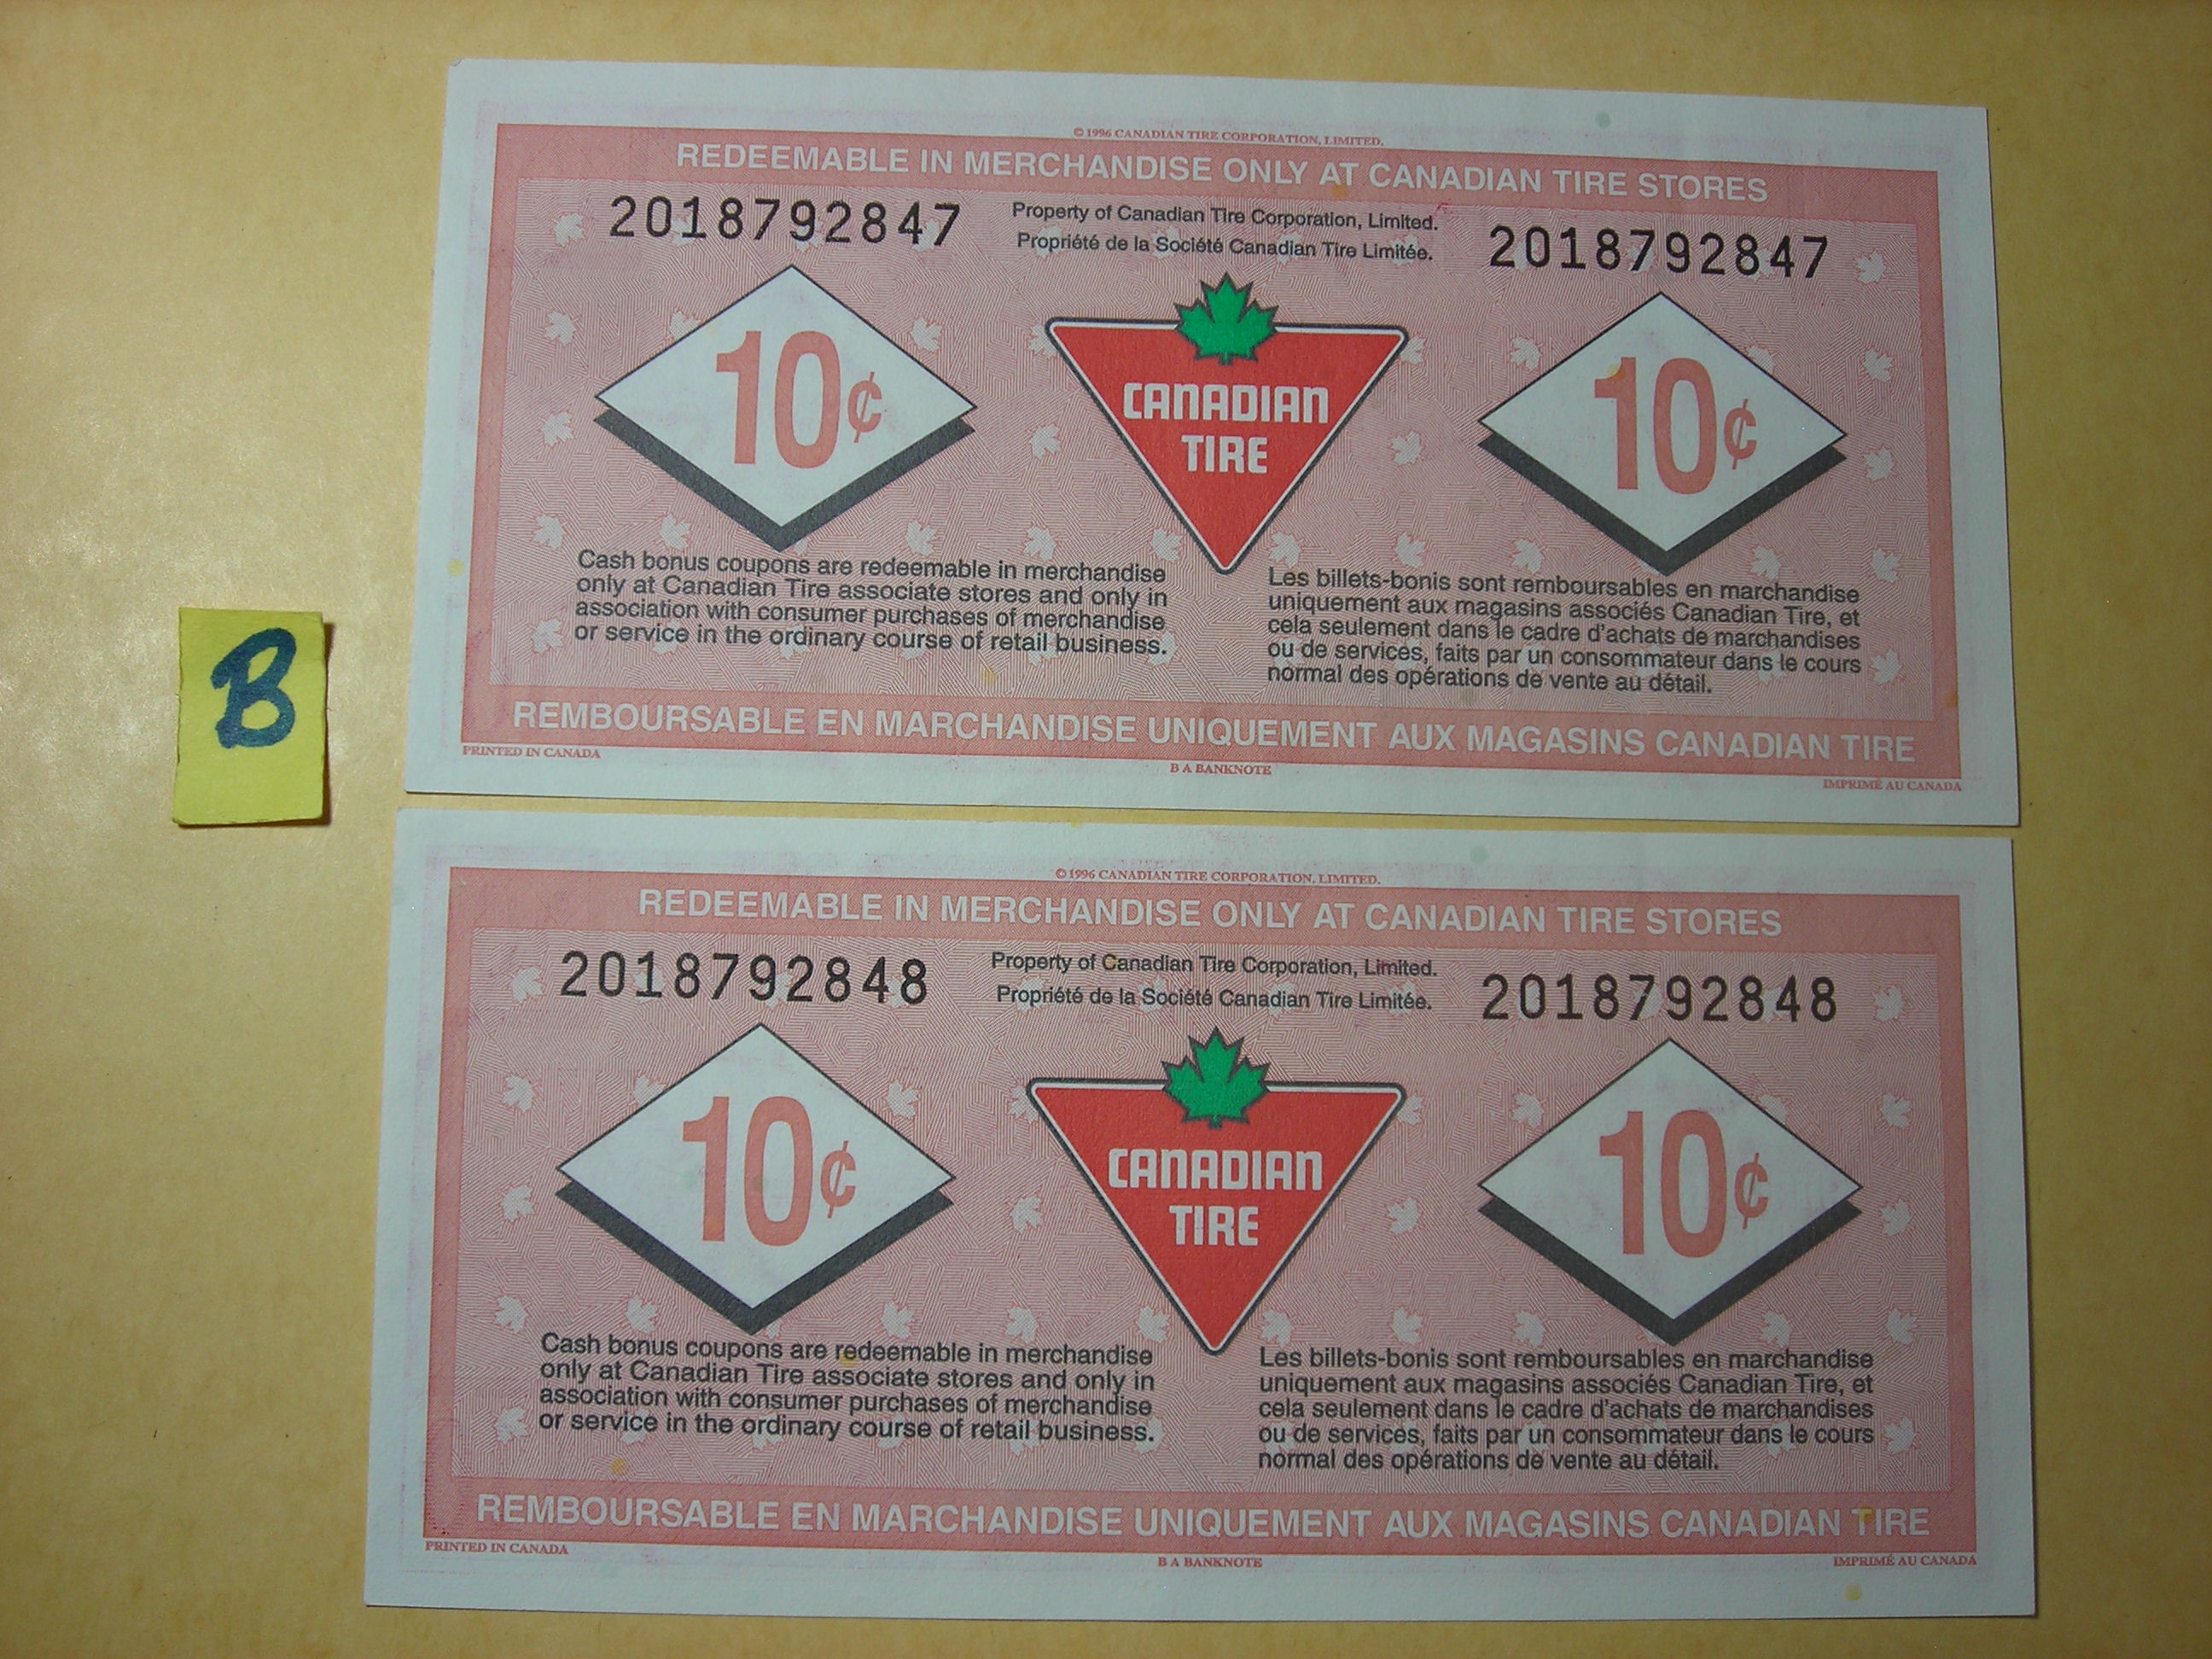 © 1996 CANADIAN TIRE CORPORATION, LIMITED.
REDEEMABLE IN MERCHANDISE ONLY AT CANADIAN TIRE STORES
2018792847
Property of Canadian Tire Corporation, Limited.
Propriété de la Société Canadian Tire Limitée.
2018792847
10¢
CANADIAN
TIRE
10¢
Cash bonus coupons are redeemable in merchandise
only at Canadian Tire associate stores and only in
association with consumer purchases of merchandise
or service in the ordinary course of retail business.
Les billets-bonis sont remboursables en marchandise
uniquement aux magasins associés Canadian Tire, et
cela seulement dans le cadre d'achats de marchandises
ou de services, faits par un consommateur dans le cours
normal des opérations de vente au détail.
REMBOURSABLE EN MARCHANDISE UNIQUEMENT AUX MAGASINS CANADIAN TIRE
PRINTED IN CANADA
B A BANKNOTE
IMPRIMÉ AU CANADA
B
© 1996 CANADIAN TIRE CORPORATION, LIMITED.
REDEEMABLE IN MERCHANDISE ONLY AT CANADIAN TIRE STORES
2018792848
Property of Canadian Tire Corporation, Limited.
Propriété de la Société Canadian Tire Limitée.
2018792848
10¢
CANADIAN
TIRE
10¢
Cash bonus coupons are redeemable in merchandise
only at Canadian Tire associate stores and only in
association with consumer purchases of merchandise
or service in the ordinary course of retail business.
Les billets-bonis sont remboursables en marchandise
uniquement aux magasins associés Canadian Tire, et
cela seulement dans le cadre d'achats de marchandises
ou de services, faits par un consommateur dans le cours
normal des opérations de vente au détail.
REMBOURSABLE EN MARCHANDISE UNIQUEMENT AUX MAGASINS CANADIAN TIRE
PRINTED IN CANADA
B A BANKNOTE
IMPRIMÉ AU CANADA